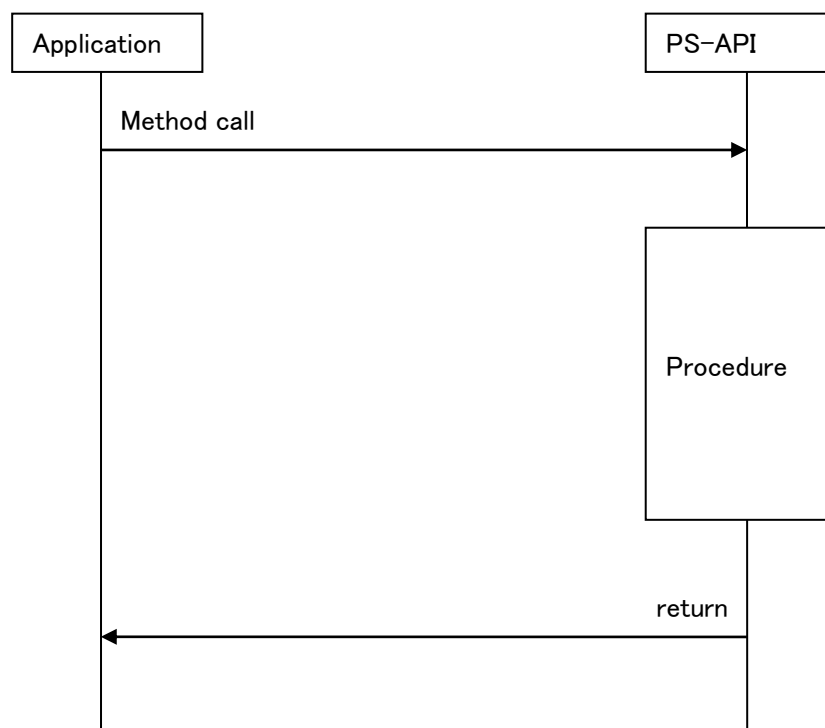 Application
PS-API
Method call
Procedure
return